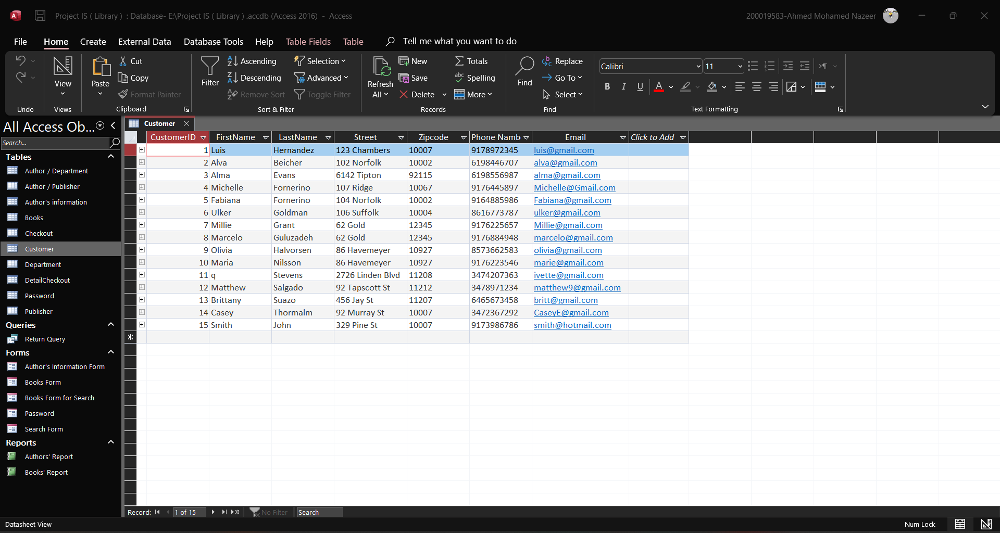 Project IS ( Library )  : Database- E:\Project IS ( Library ) .accdb (Access 2016)  -  Access
200019583-Ahmed Mohamed Nazeer
File Home Create External Data Database Tools Help Table Fields Table Tell me what you want to do
Undo
View
Views
Paste
Cut
Copy
Format Painter
Clipboard
Filter
Ascending
Descending
Remove Sort
Selection
Advanced
Toggle Filter
Sort & Filter
Refresh
All
New
Save
Delete
Totals
Spelling
More
Records
Find
Replace
Go To
Select
Find
Calibri
11
B I U A
Text Formatting
All Access Ob...
Search...
Tables
Author / Department
Author / Publisher
Author's information
Books
Checkout
Customer
Department
DetailCheckout
Password
Publisher
Queries
Return Query
Forms
Author's Information Form
Books Form
Books Form for Search
Password
Search Form
Reports
Authors' Report
Books' Report
Customer
CustomerID FirstName LastName Street Zipcode Phone Namb Email Click to Add
1 Luis Hernandez 123 Chambers 10007 9178972345 luis@gmail.com
2 Alva Beicher 102 Norfolk 10002 6198446707 alva@gmail.com
3 Alma Evans 6142 Tipton 92115 6198556987 alma@gmail.com
4 Michelle Fornerino 107 Ridge 10067 9176445897 Michelle@Gmail.com
5 Fabiana Fornerino 104 Norfolk 10002 9164885986 Fabiana@gmail.com
6 Ulker Goldman 106 Suffolk 10004 8616773787 ulker@gmail.com
7 Millie Grant 62 Gold 12345 9176225657 Millie@gmail.com
8 Marcelo Guluzadeh 62 Gold 12345 9176884948 marcelo@gmail.com
9 Olivia Halvorsen 86 Havemeyer 10927 8573662583 olivia@gmail.com
10 Maria Nilsson 86 Havemeyer 10927 9176223546 marie@gmail.com
11 q Stevens 2726 Linden Blvd 11208 3474207363 ivette@gmail.com
12 Matthew Salgado 92 Tapscott St 11212 3478971234 matthew9@gmail.com
13 Brittany Suazo 456 Jay St 11207 6465673458 britt@gmail.com
14 Casey Thormalm 92 Murray St 10007 3472367292 CaseyE@gmail.com
15 Smith John 329 Pine St 10007 9173986786 smith@hotmail.com
Record: 1 of 15 No Filter Search
Datasheet View
Num Lock